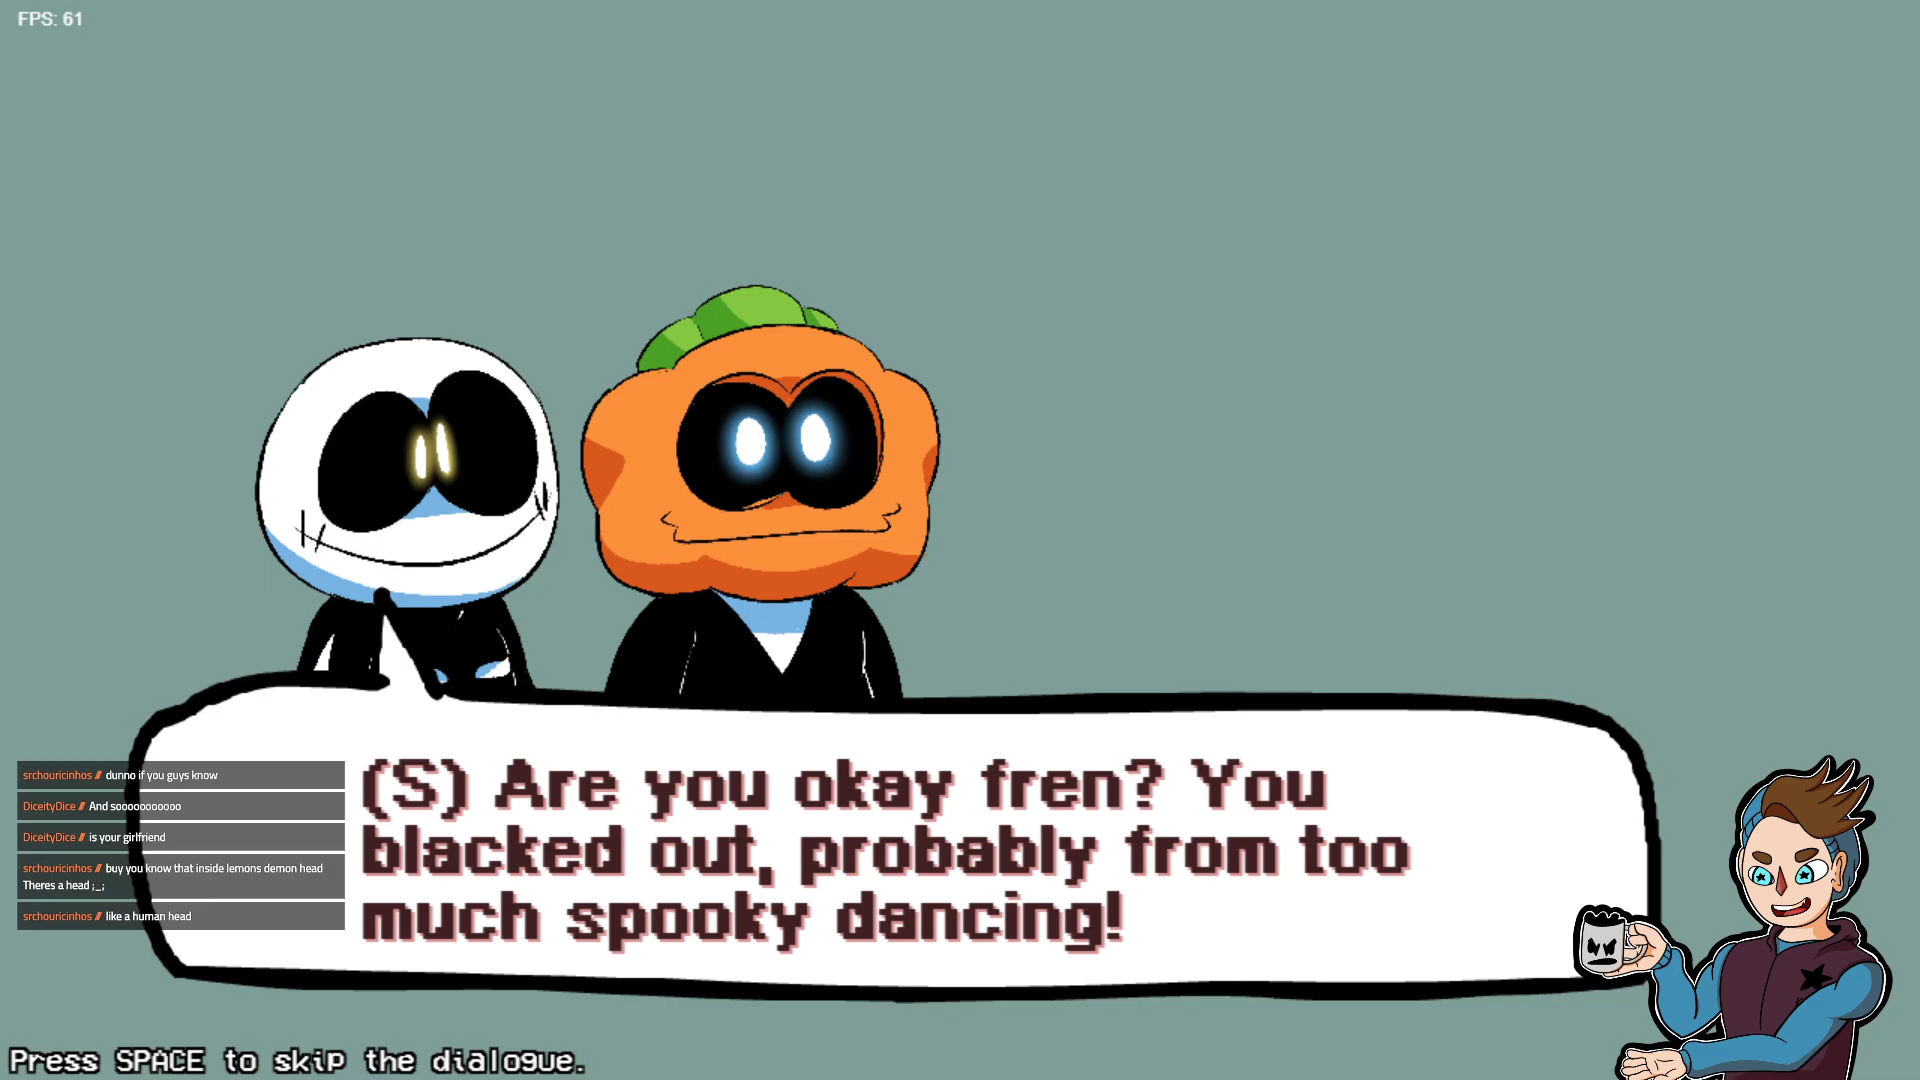 FPS: 61
srchouricinhos // dunno if you guys know
DiceityDice // And sooooooooooo
DiceityDice // is your girlfriend
srchouricinhos // buy you know that inside lemons demon head
Theres a head ;_;
srchouricinhos // like a human head
(S) Are you okay fren? You
blacked out, probably from too
much spooky dancing!
Press SPACE to skip the dialogue.